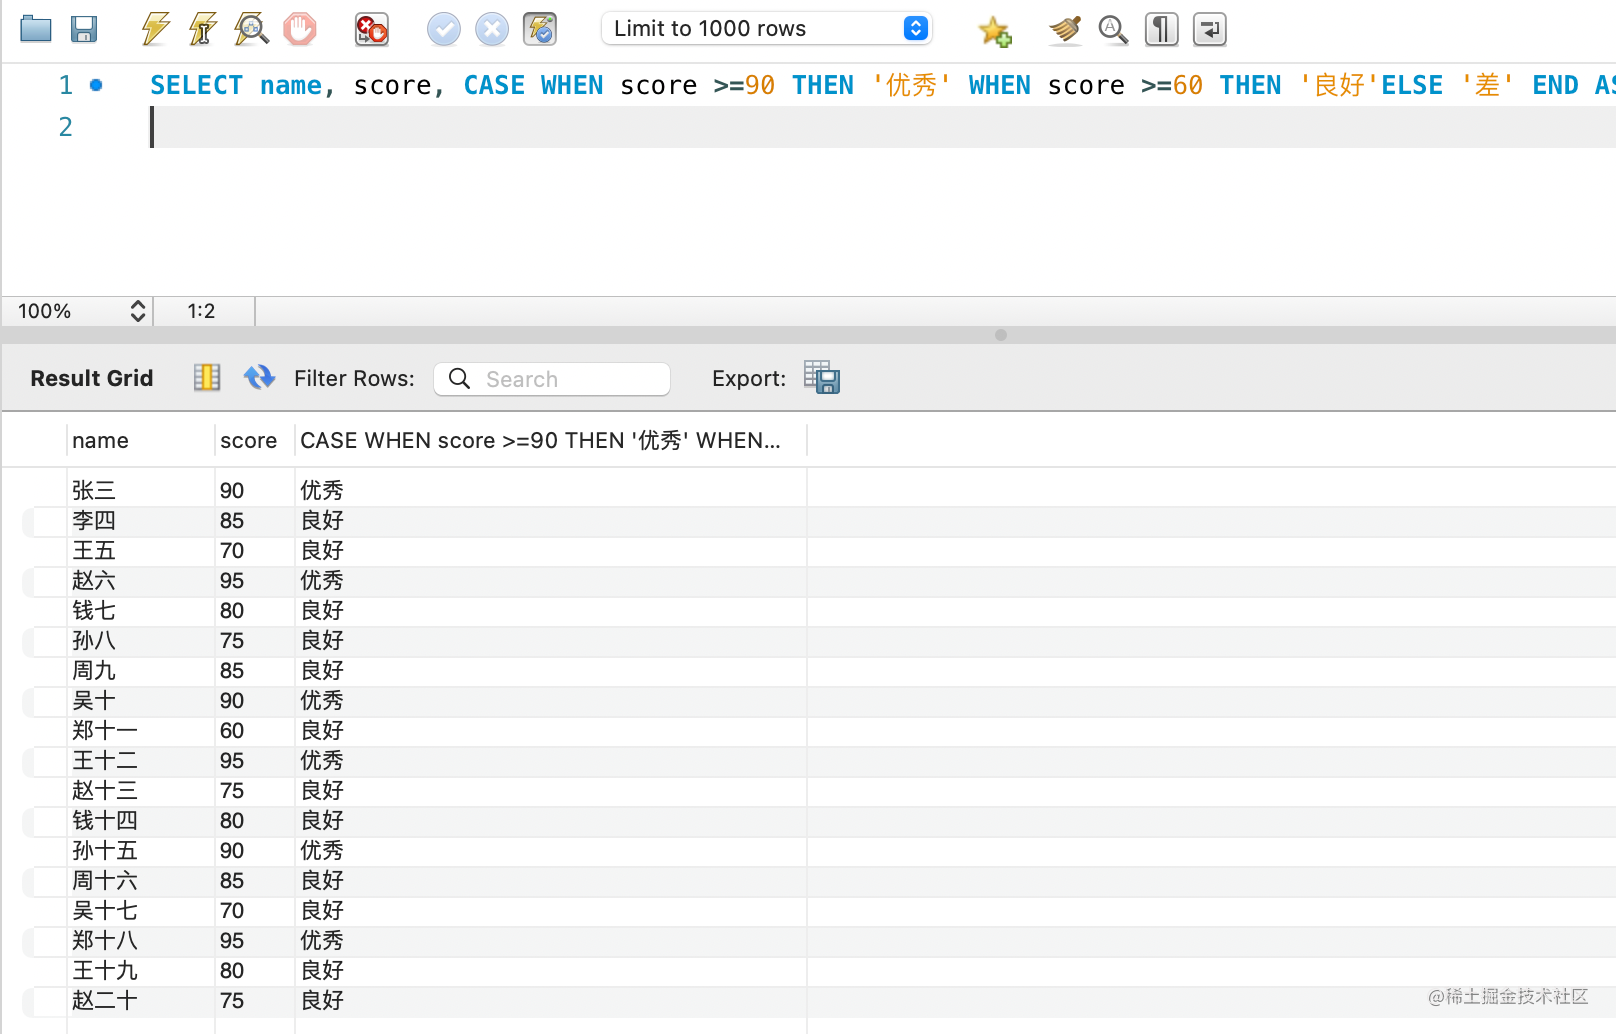 Limit to 1000 rows
1 SELECT name, score, CASE WHEN score >=90 THEN '优秀' WHEN score >=60 THEN '良好'ELSE '差' END AS
2
100% 1:2
Result Grid Filter Rows: Search Export:
name score CASE WHEN score >=90 THEN '优秀' WHEN...
张三 90 优秀
李四 85 良好
王五 70 良好
赵六 95 优秀
钱七 80 良好
孙八 75 良好
周九 85 良好
吴十 90 优秀
郑十一 60 良好
王十二 95 优秀
赵十三 75 良好
钱十四 80 良好
孙十五 90 优秀
周十六 85 良好
吴十七 70 良好
郑十八 95 优秀
王十九 80 良好
赵二十 75 良好
@稀土掘金技术社区